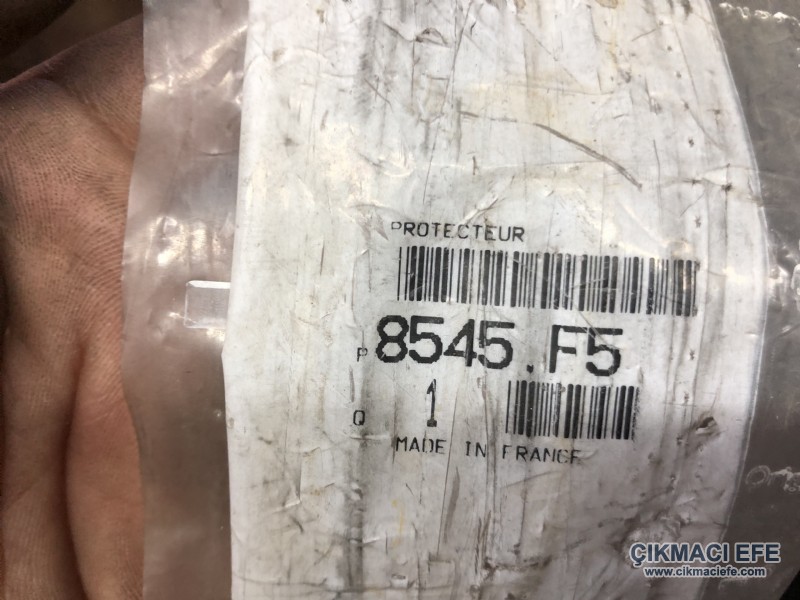 PROTECTEUR
P 8545.F5
Q 1
MADE IN FRANCE
ÇIKMACI EFE
www.cikmaciefe.com